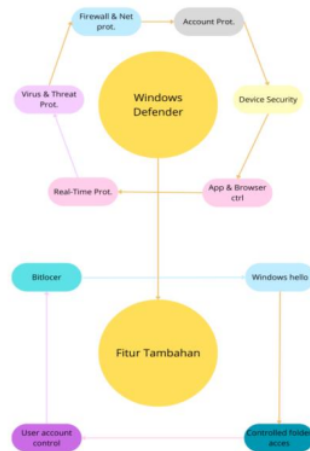 Firewall & Net
prot.
Account Prot.
Virus & Threat
Prot.
Windows
Defender
Device Security
Real-Time Prot.
App & Browser
ctrl
Bitlocer
Windows hello
Fitur Tambahan
User account
control
Controlled folder
acces